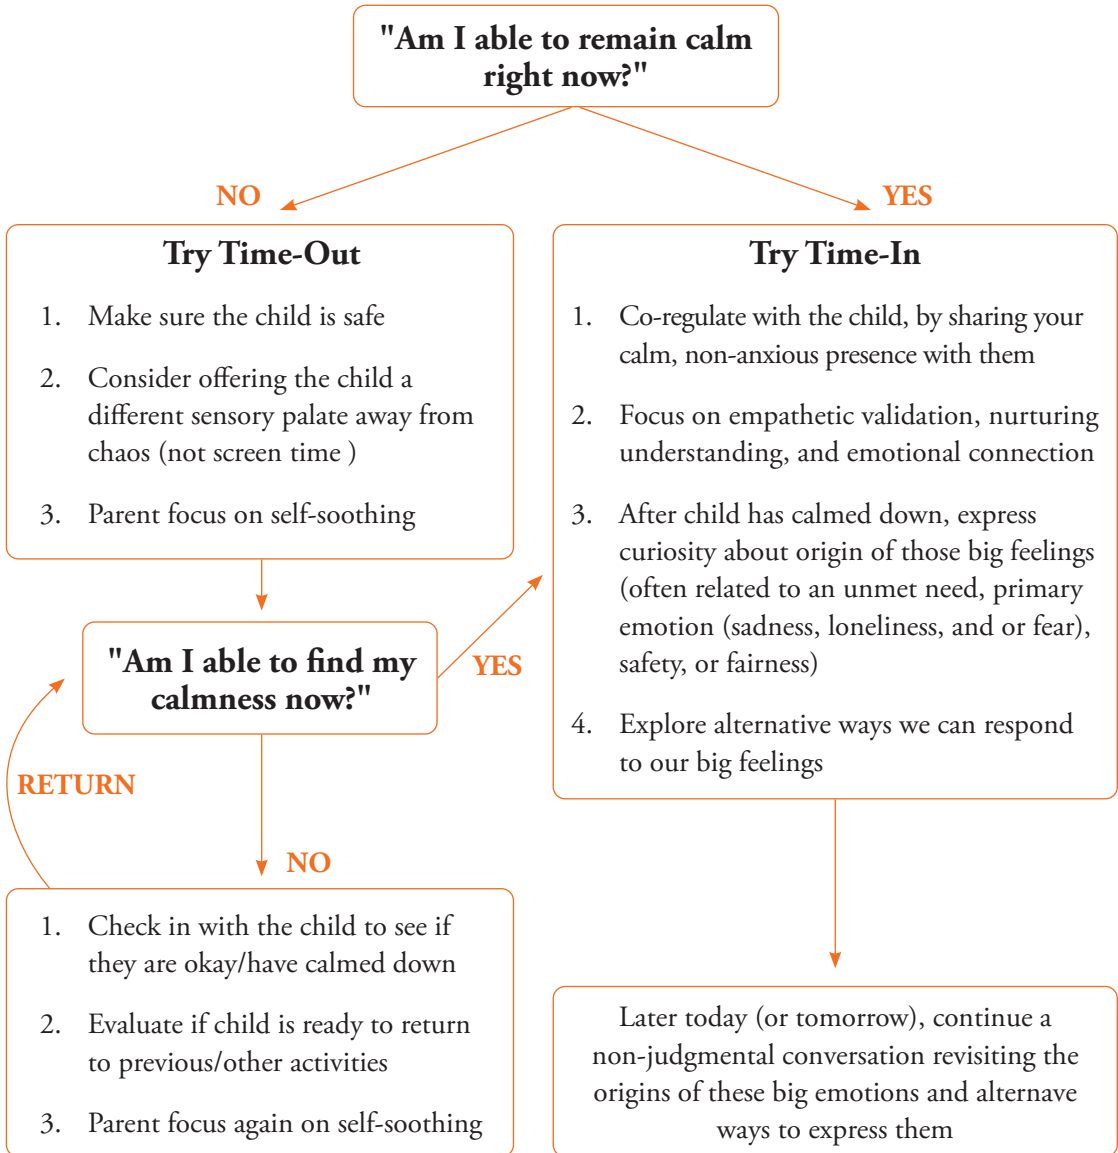 "Am I able to remain calm
right now?"
NO
YES
Try Time-Out
1. Make sure the child is safe
2. Consider offering the child a
different sensory palate away from
chaos (not screen time )
3. Parent focus on self-soothing
Try Time-In
1. Co-regulate with the child, by sharing your
calm, non-anxious presence with them
2. Focus on empathetic validation, nurturing
understanding, and emotional connection
3. After child has calmed down, express
curiosity about origin of those big feelings
(often related to an unmet need, primary
emotion (sadness, loneliness, and or fear),
safety, or fairness)
4. Explore alternative ways we can respond
to our big feelings
"Am I able to find my
calmness now?"
YES
RETURN
NO
1. Check in with the child to see if
they are okay/have calmed down
2. Evaluate if child is ready to return
to previous/other activities
3. Parent focus again on self-soothing
Later today (or tomorrow), continue a
non-judgmental conversation revisiting the
origins of these big emotions and alternave
ways to express them